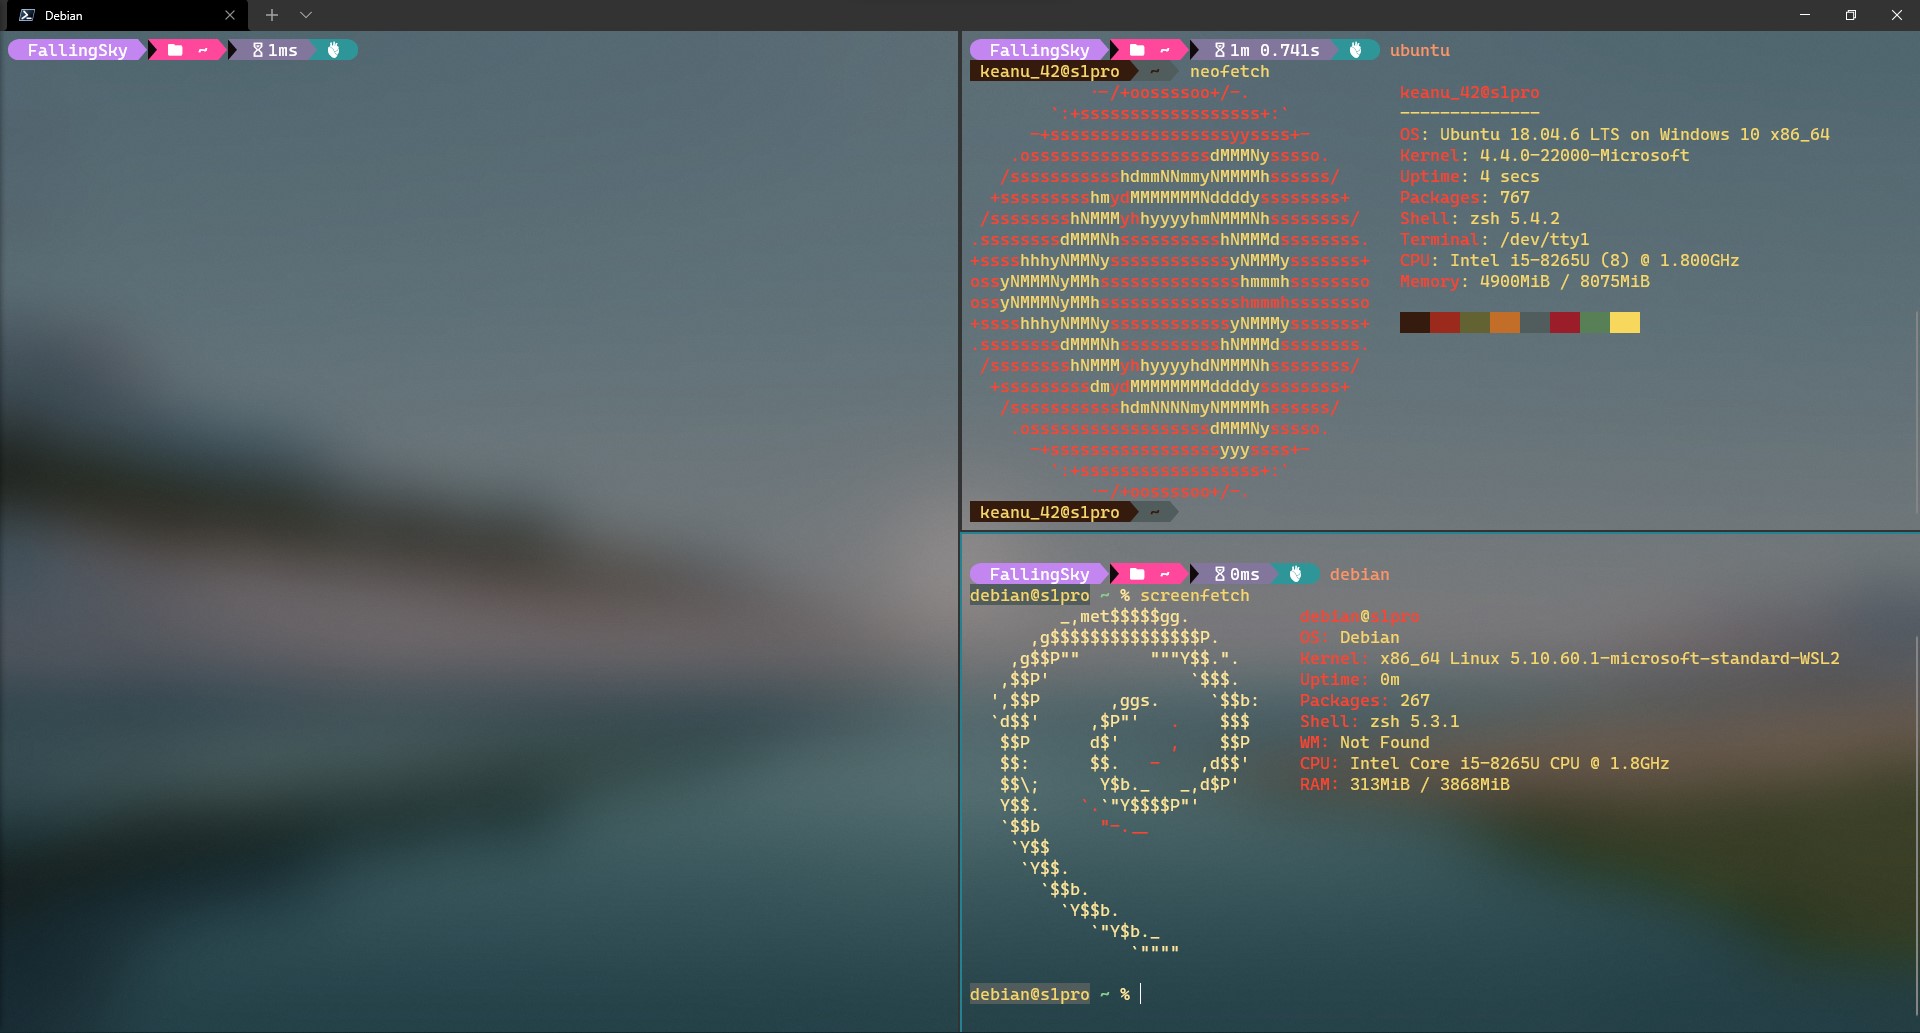 Debian
FallingSky ~ 1ms
FallingSky ~ 1m 0.741s ubuntu
keanu_42@s1pro ~ neofetch
.-/+oossssoo+/-.
`:+ssssssssssssssssss+:`
-+ssssssssssssssssssyyssss+-
.ossssssssssssssssssdMMMNysssso.
/ssssssssssshdmmNNmmyNMMMMhssssss/
+ssssssssshmydMMMMMMMNddddyssssssss+
/sssssssshNMMMyhhyyyyhmNMMMNhssssssss/
.ssssssssdMMMNhsssssssssshNMMMdssssssss.
+sssshhhyNMMNyssssssssssssyNMMMysssssss+
ossyNMMMNyMMhsssssssssssssshmmmhssssssso
ossyNMMMNyMMhsssssssssssssshmmmhssssssso
+sssshhhyNMMNyssssssssssssyNMMMysssssss+
.ssssssssdMMMNhsssssssssshNMMMdssssssss.
/sssssssshNMMMyhhyyyyhdNMMMNhssssssss/
+sssssssssdmydMMMMMMMMddddyssssssss+
/ssssssssssshdmNNNNmyNMMMMhssssss/
.ossssssssssssssssssdMMMNysssso.
-+sssssssssssssssssyyyssss+-
`:+ssssssssssssssssss+:`
.-/+oossssoo+/-.
keanu_42@s1pro
--------------
OS: Ubuntu 18.04.6 LTS on Windows 10 x86_64
Kernel: 4.4.0-22000-Microsoft
Uptime: 4 secs
Packages: 767
Shell: zsh 5.4.2
Terminal: /dev/tty1
CPU: Intel i5-8265U (8) @ 1.800GHz
Memory: 4900MiB / 8075MiB
keanu_42@s1pro ~
FallingSky ~ 0ms debian
debian@s1pro ~ % screenfetch
_,met$$$$$gg.
,g$$$$$$$$$$$$$$$P.
,g$$P"" """Y$$.".
,$$P' `$$$.
',$$P ,ggs. `$$b:
`d$$' ,$P"' . $$$
$$P d$' , $$P
$$: $$. - ,d$$'
$$\; Y$b._ _,d$P'
Y$$. `.`"Y$$$$P"'
`$$b "-.__
`Y$$
`Y$$.
`$$b.
`Y$$b.
`"Y$b._
`""""
debian@s1pro
OS: Debian
Kernel: x86_64 Linux 5.10.60.1-microsoft-standard-WSL2
Uptime: 0m
Packages: 267
Shell: zsh 5.3.1
WM: Not Found
CPU: Intel Core i5-8265U CPU @ 1.8GHz
RAM: 313MiB / 3868MiB
debian@s1pro ~ %